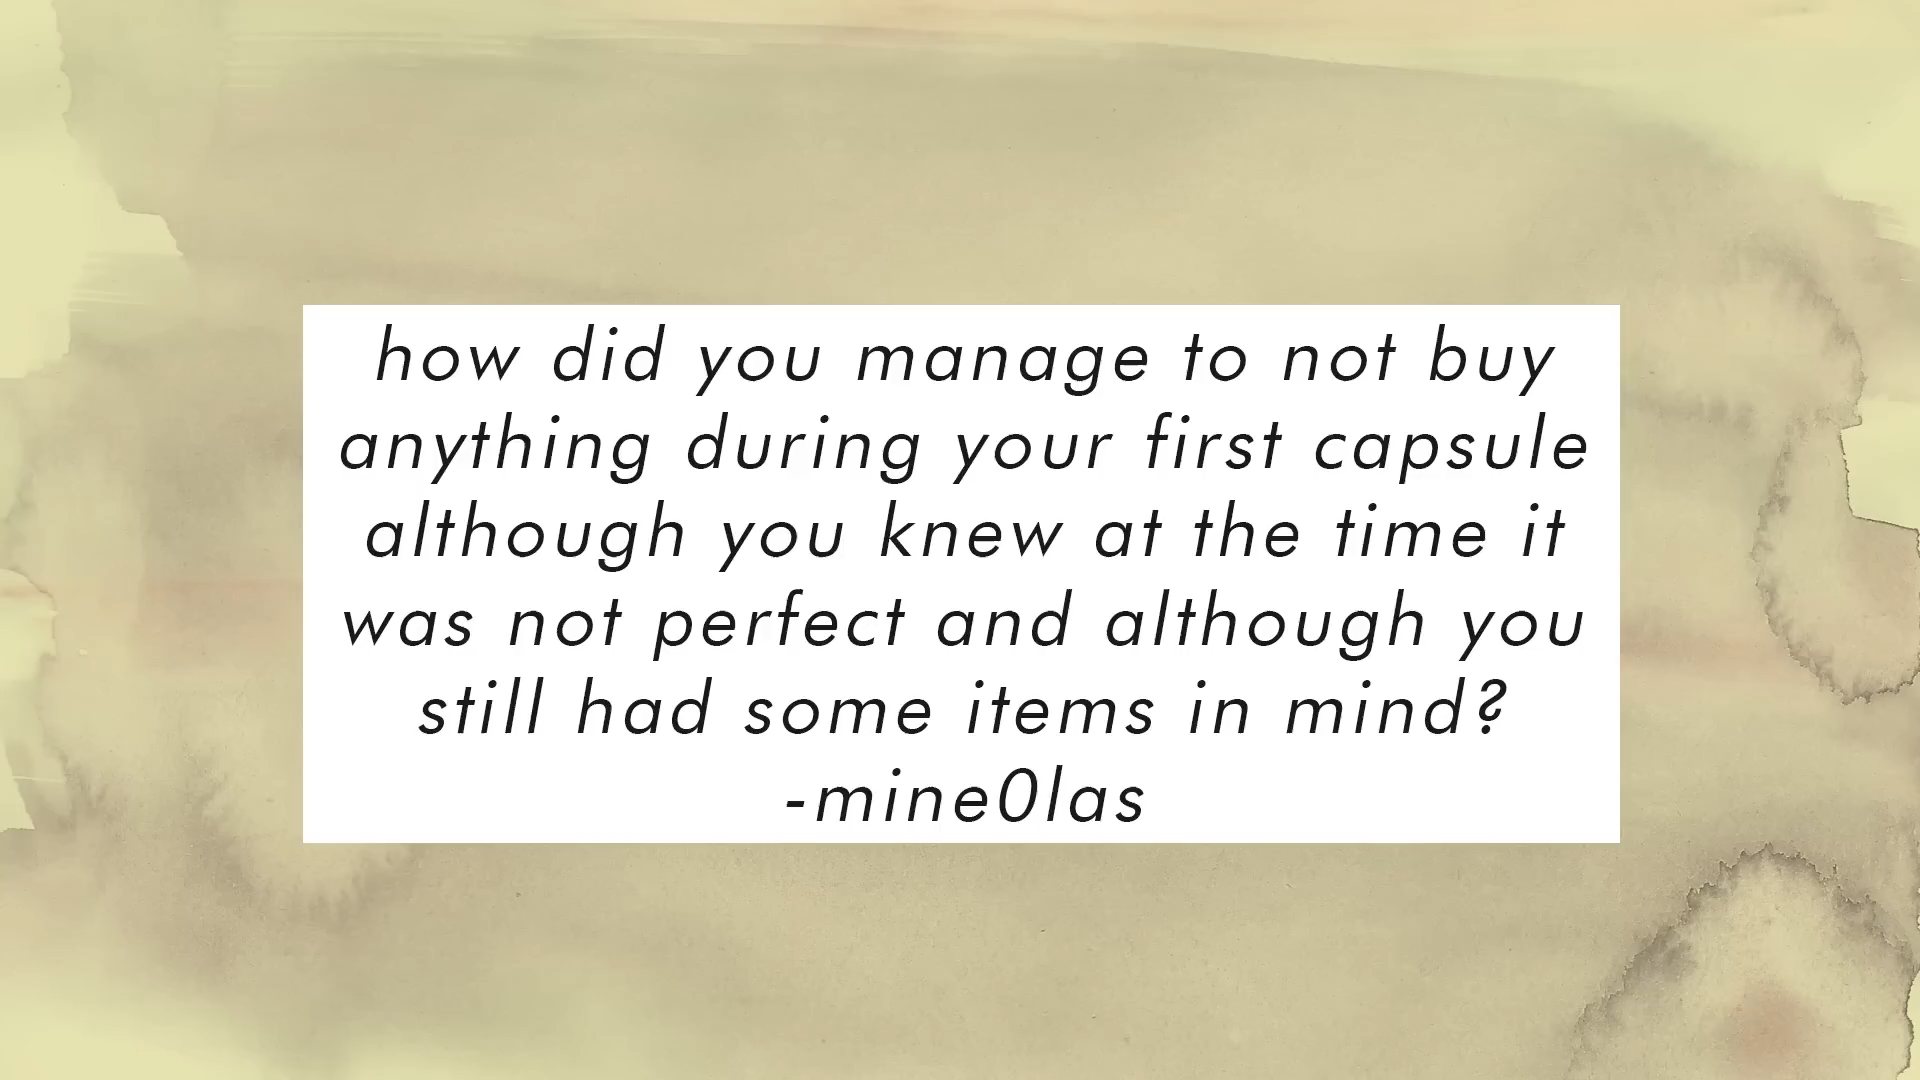 how did you manage to not buy
anything during your first capsule
although you knew at the time it
was not perfect and although you
still had some items in mind?
-mine0las